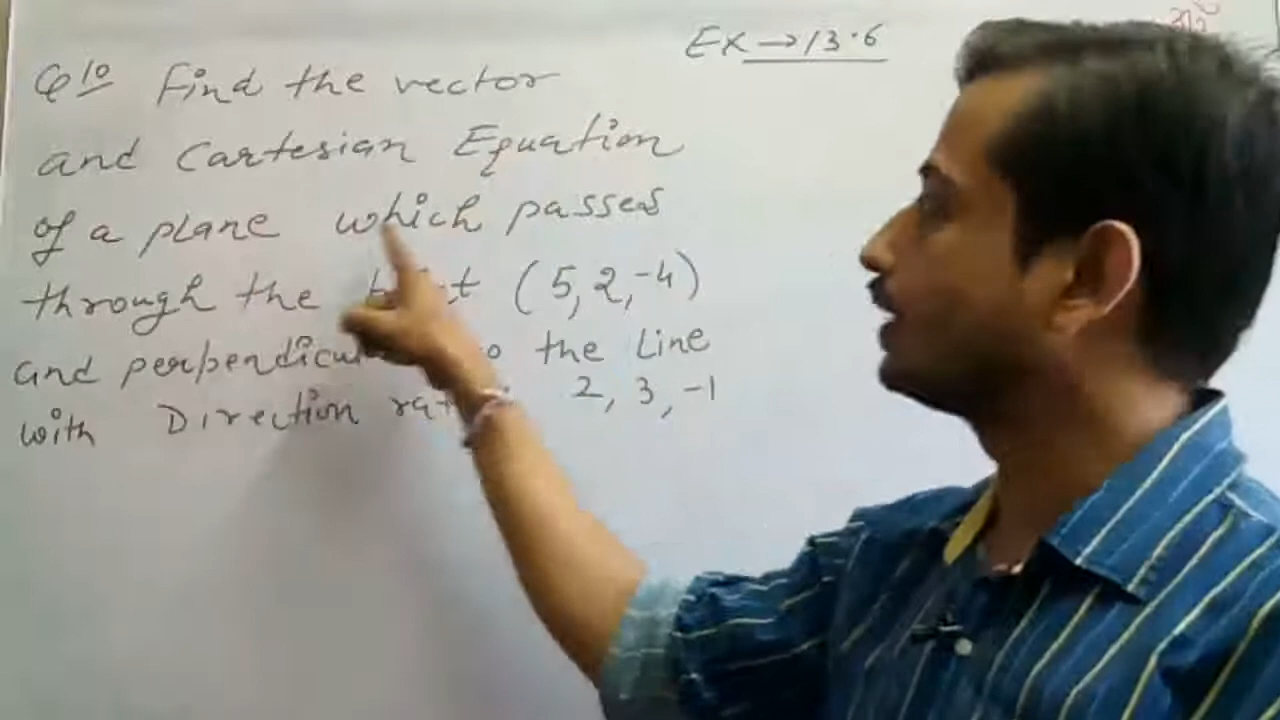 Ex → 13.6
Q10 Find the vector
and Cartesian Equation
of a plane which passes
through the (5, 2, -4)
and to the Line
with Direction 2, 3, -1